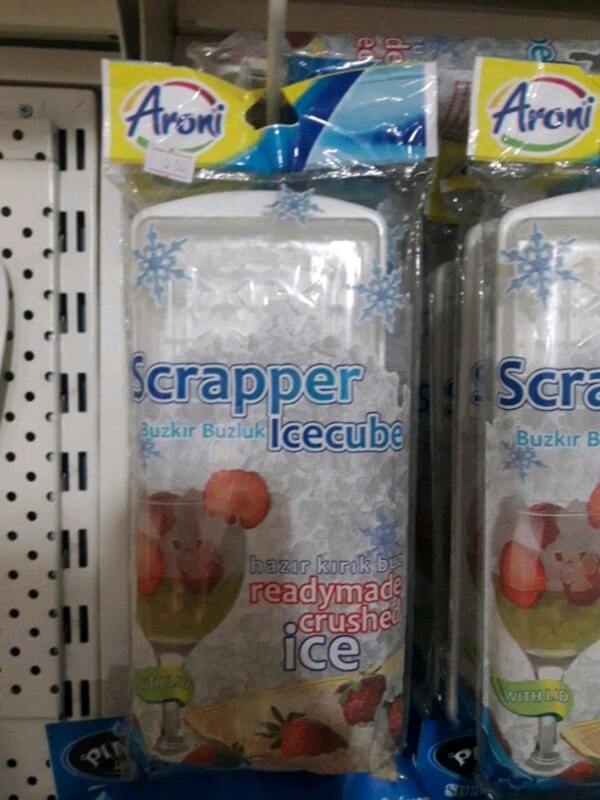 Aroni
Scrapper
Buzkır Buzluk Icecube
hazır kırık buz
readymade
crushed
ice
WITH LID
Aroni
Scra
Buzkır B
WITH LID